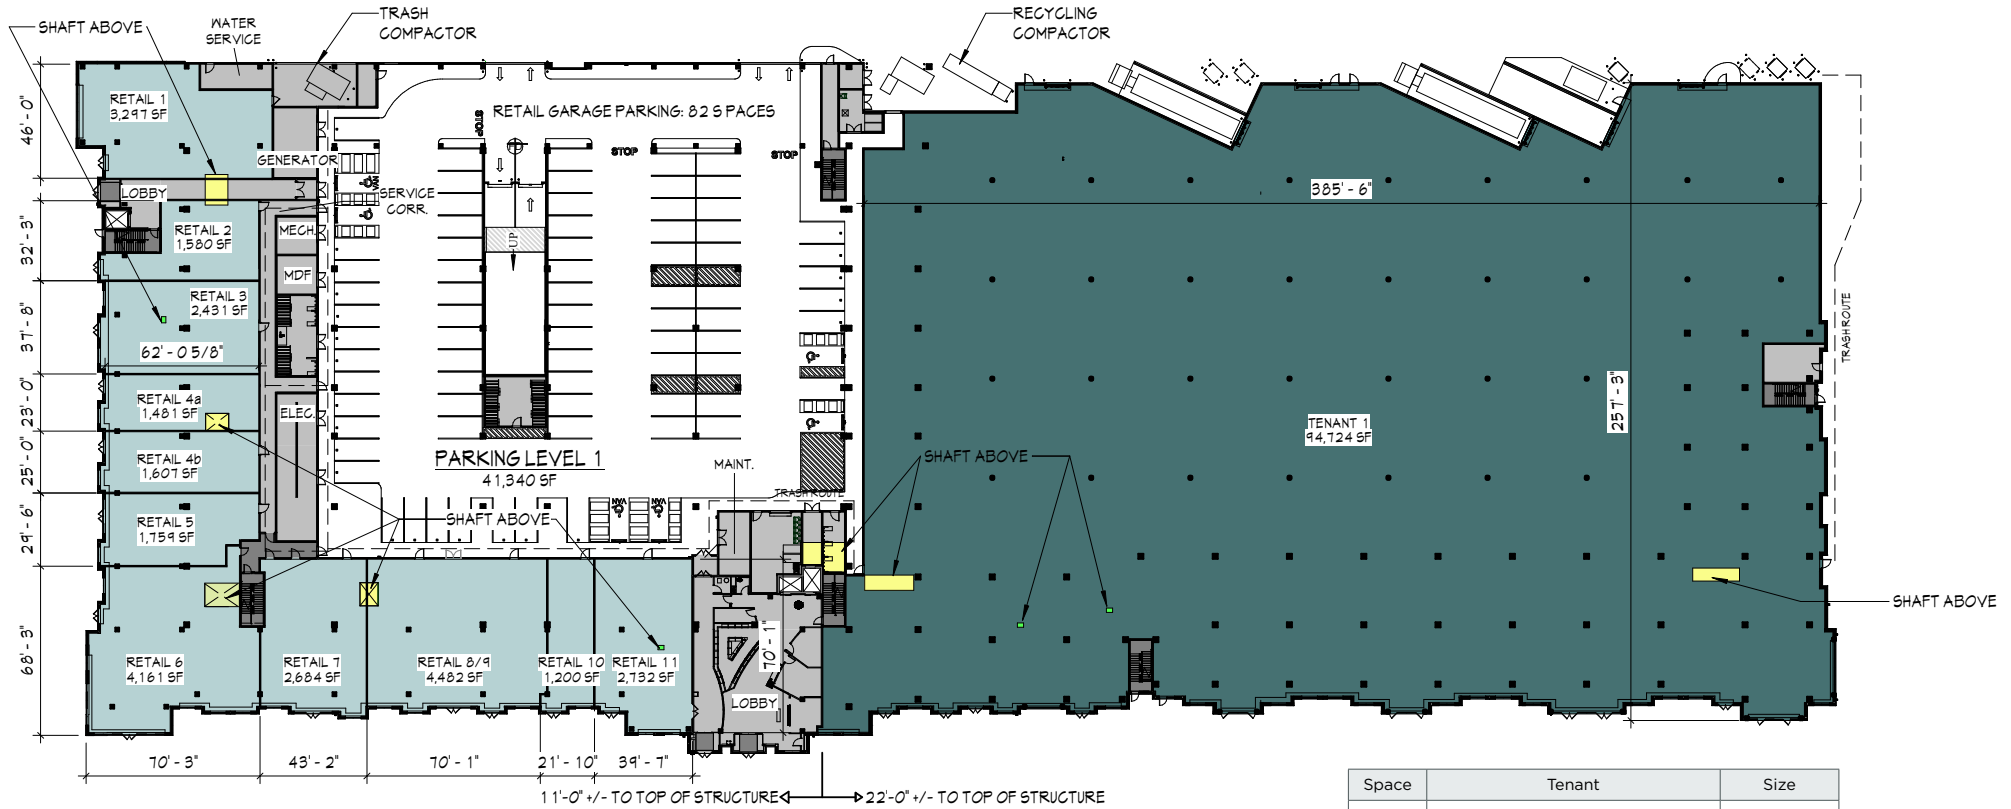 SHAFT ABOVE
WATER
SERVICE
TRASH
COMPACTOR
RECYCLING
COMPACTOR
46'-0"
32'-3"
37'-8"
23'-0"
25'-0"
29'-6"
68'-3"
RETAIL 1
3,297 SF
GENERATOR
LOBBY
SERVICE
CORR.
RETAIL 2
1,580 SF
MECH.
MDF
RETAIL 3
2,431 SF
62'-0 5/8"
RETAIL 4a
1,481 SF
ELEC.
RETAIL 4b
1,607 SF
RETAIL 5
1,759 SF
RETAIL GARAGE PARKING: 82 SPACES
STOP
STOP
STOP
VAN
UP
PARKING LEVEL 1
41,340 SF
VAN
VAN
MAINT.
TRASH ROUTE
SHAFT ABOVE
RETAIL 6
4,161 SF
RETAIL 7
2,684 SF
RETAIL 8/9
4,482 SF
RETAIL 10
1,200 SF
RETAIL 11
2,732 SF
LOBBY
70'-1"
385'-6"
257'-3"
TENANT 1
94,724 SF
SHAFT ABOVE
TRASH ROUTE
SHAFT ABOVE
70'-3"
43'-2"
70'-1"
21'-10"
39'-7"
11'-0" +/- TO TOP OF STRUCTURE
22'-0" +/- TO TOP OF STRUCTURE
Space Tenant Size